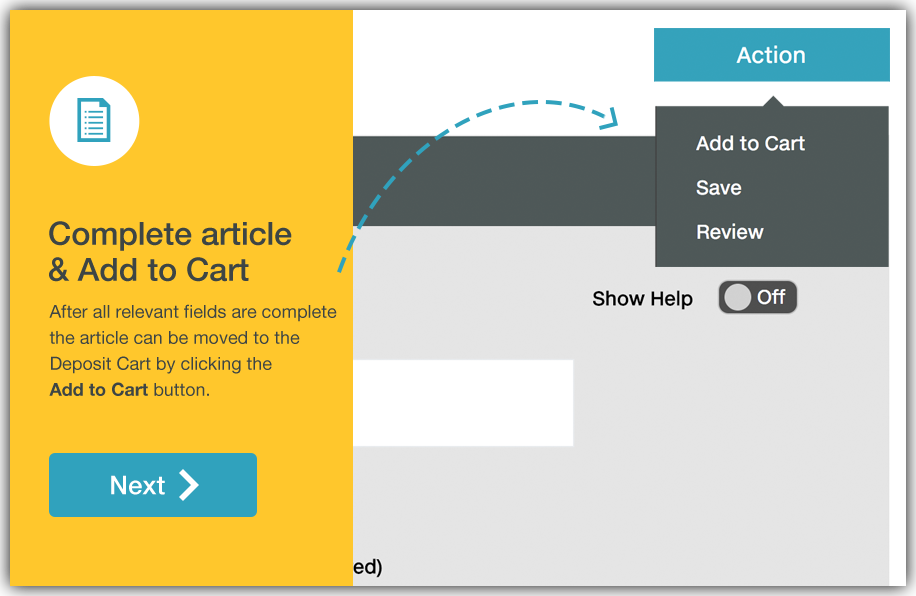 Complete article
& Add to Cart
After all relevant fields are complete
the article can be moved to the
Deposit Cart by clicking the
Add to Cart button.
Next
Action
Add to Cart
Save
Review
Show Help
Off
ed)